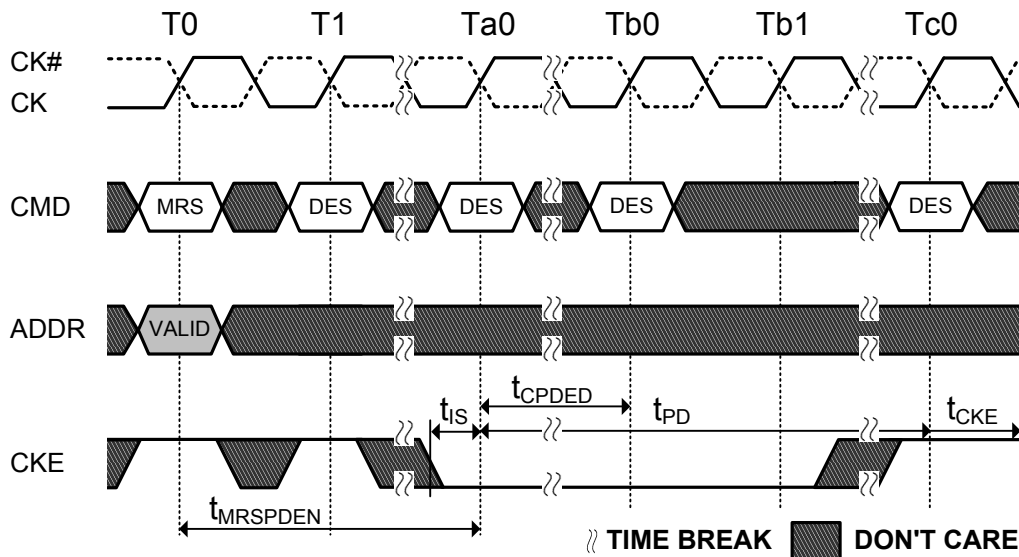 T0 T1 Ta0 Tb0 Tb1 Tc0
CK#
CK
CMD MRS DES DES DES DES
ADDR VALID
tIS tCPDED tPD tCKE
CKE
tMRSPDEN
TIME BREAK DON'T CARE